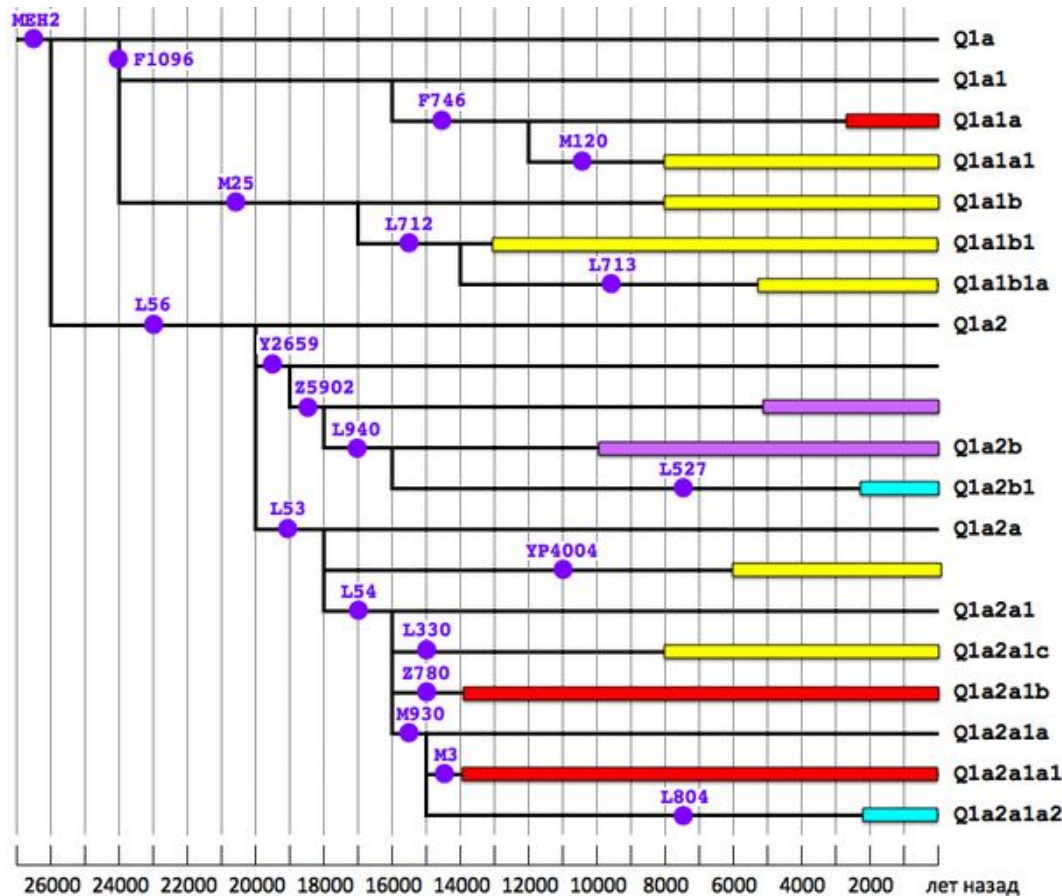 MEH2
Q1a
F1096
Q1a1
F746
Q1a1a
M120
Q1a1a1
M25
Q1a1b
L712
Q1a1b1
L713
Q1a1b1a
L56
Q1a2
Y2659
Z5902
L940
Q1a2b
L527
Q1a2b1
L53
Q1a2a
YP4004
L54
Q1a2a1
L330
Q1a2a1c
Z780
Q1a2a1b
M930
Q1a2a1a
M3
Q1a2a1a1
L804
Q1a2a1a2
26000 24000 22000 20000 18000 16000 14000 12000 10000 8000 6000 4000 2000 лет назад